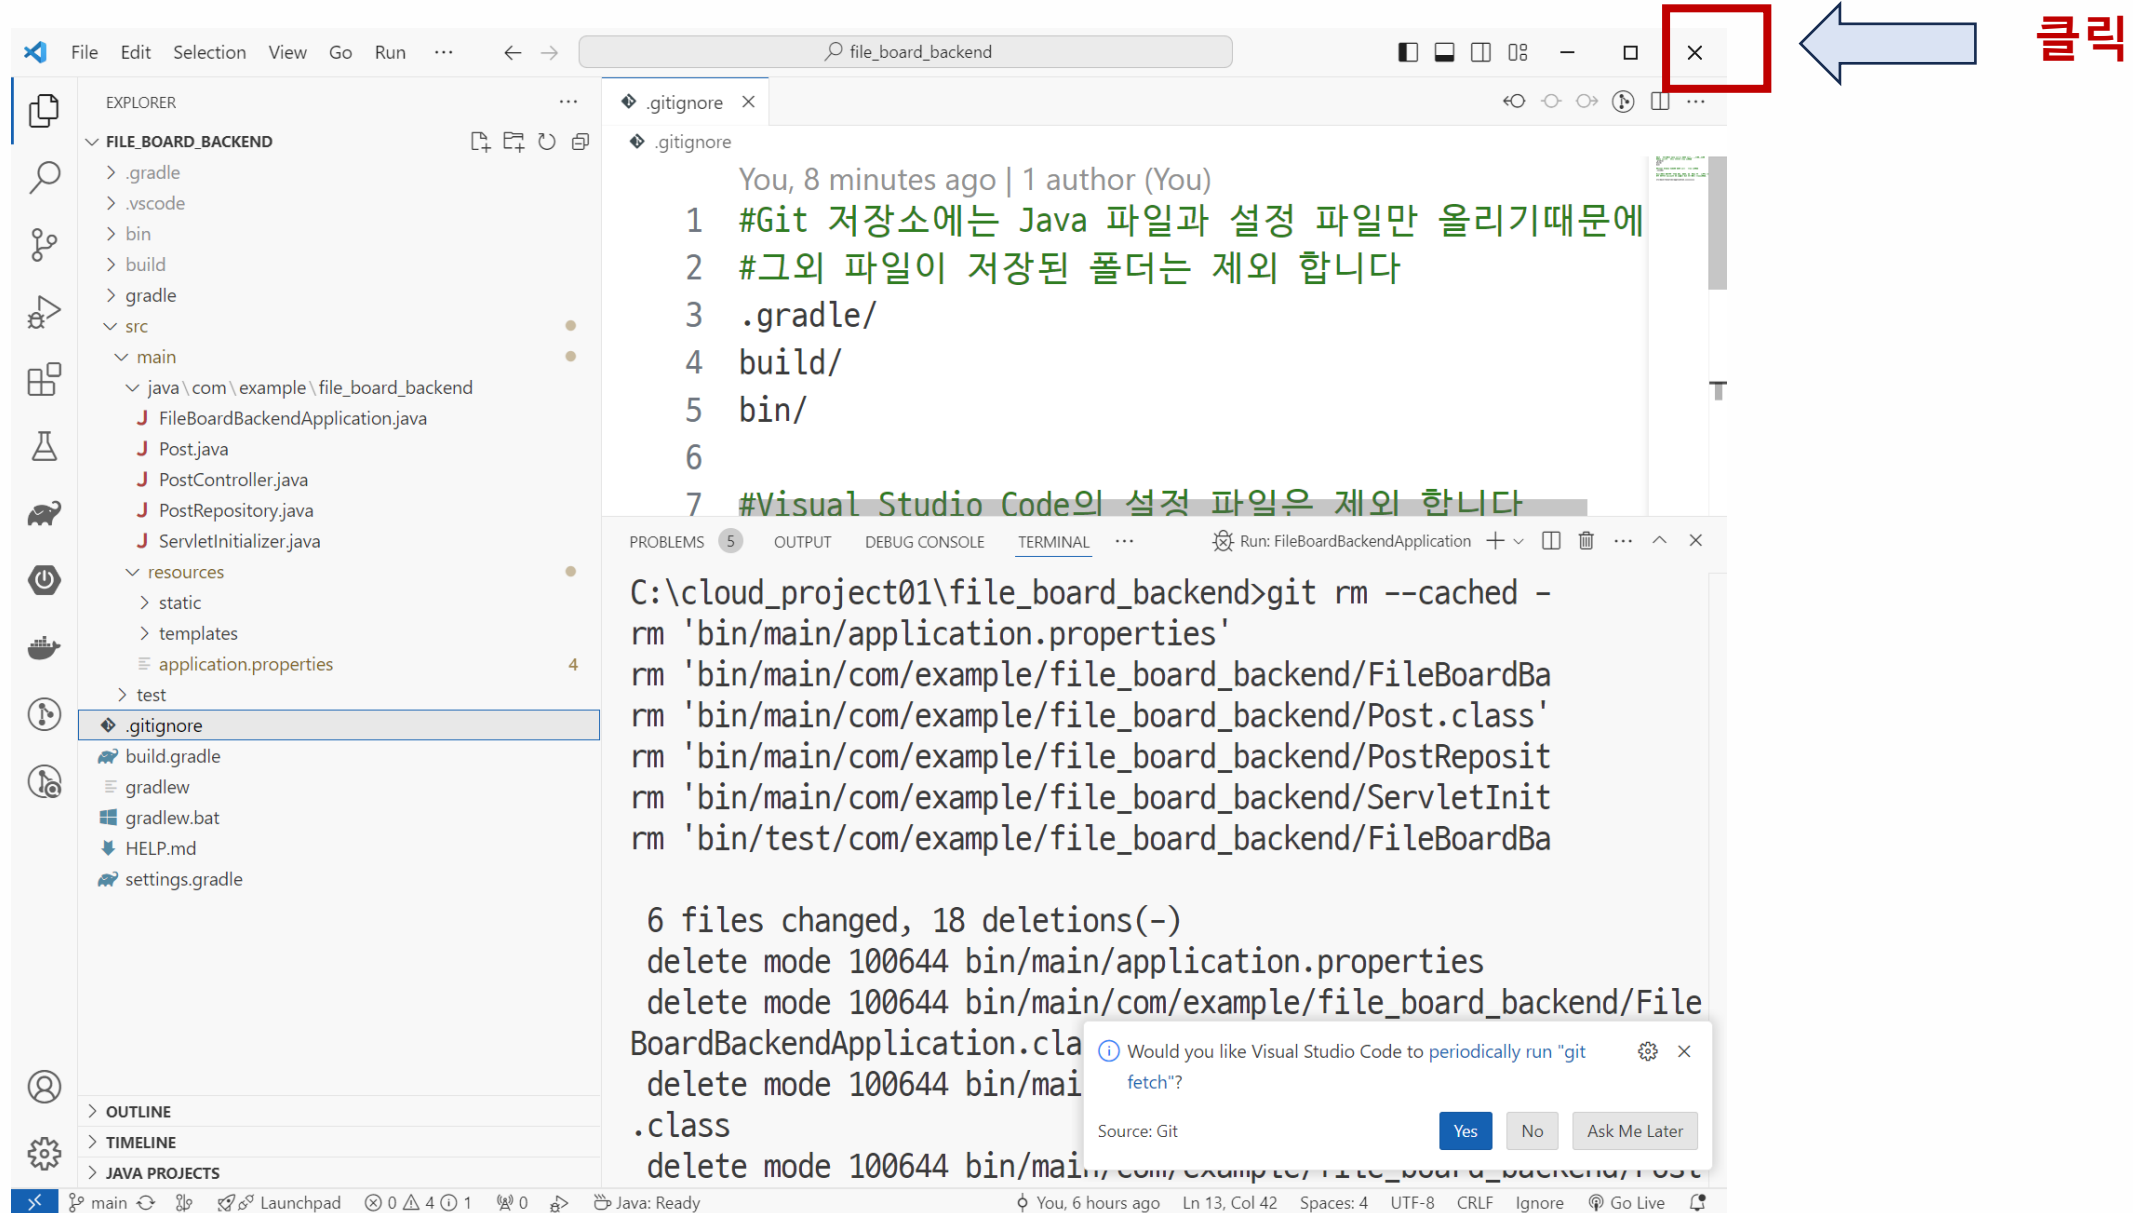 클릭
File Edit Selection View Go Run ··· file_board_backend
EXPLORER ···
.gitignore
FILE_BOARD_BACKEND
.gitignore
.gradle
.vscode
bin
build
gradle
src
main
java\com\example\file_board_backend
J FileBoardBackendApplication.java
J Post.java
J PostController.java
J PostRepository.java
J ServletInitializer.java
resources
static
templates
application.properties 4
test
.gitignore
build.gradle
gradlew
gradlew.bat
HELP.md
settings.gradle
OUTLINE
TIMELINE
JAVA PROJECTS
You, 8 minutes ago | 1 author (You)
1 #Git 저장소에는 Java 파일과 설정 파일만 올리기때문에
2 #그외 파일이 저장된 폴더는 제외 합니다
3 .gradle/
4 build/
5 bin/
6
7 #Visual Studio Code의 설정 파일은 제외 합니다
PROBLEMS 5 OUTPUT DEBUG CONSOLE TERMINAL ··· Run: FileBoardBackendApplication
C:\cloud_project01\file_board_backend>git rm --cached -
rm 'bin/main/application.properties'
rm 'bin/main/com/example/file_board_backend/FileBoardBa
rm 'bin/main/com/example/file_board_backend/Post.class'
rm 'bin/main/com/example/file_board_backend/PostReposit
rm 'bin/main/com/example/file_board_backend/ServletInit
rm 'bin/test/com/example/file_board_backend/FileBoardBa
6 files changed, 18 deletions(-)
delete mode 100644 bin/main/application.properties
delete mode 100644 bin/main/com/example/file_board_backend/File
BoardBackendApplication.cla
delete mode 100644 bin/mai
.class
delete mode 100644 bin/main/com/example/file_board_backend/Post
Would you like Visual Studio Code to periodically run "git
fetch"?
Source: Git Yes No Ask Me Later
main Launchpad 0 4 1 0 Java: Ready You, 6 hours ago Ln 13, Col 42 Spaces: 4 UTF-8 CRLF Ignore Go Live